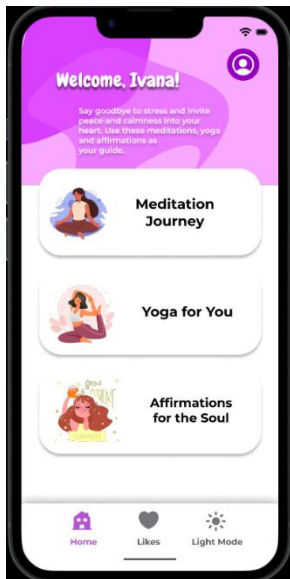 Welcome, Ivana!
Say goodbye to stress and invite
peace and calmness into your
heart. Use these meditations, yoga
and affirmations as
your guide.
Meditation
Journey
Yoga for You
Affirmations
for the Soul
Home
Likes
Light Mode